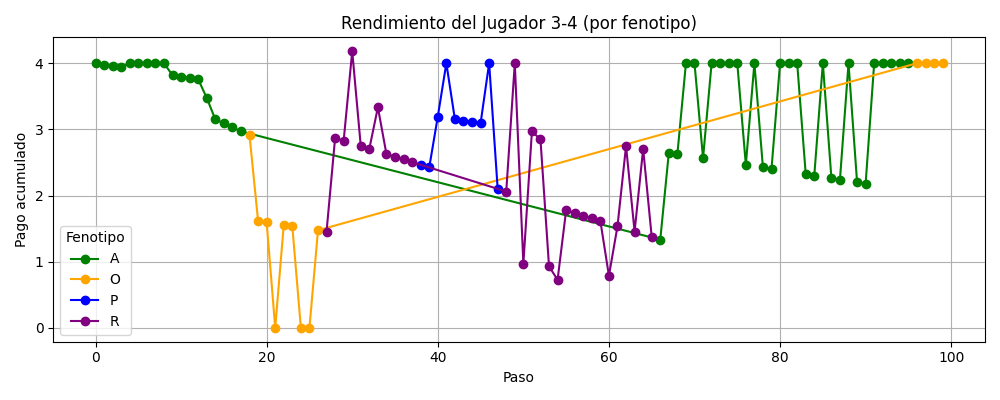 Rendimiento del Jugador 3-4 (por fenotipo)
Pago acumulado
4
3
2
1
0
Fenotipo
A
O
P
R
0 20 40 60 80 100
Paso